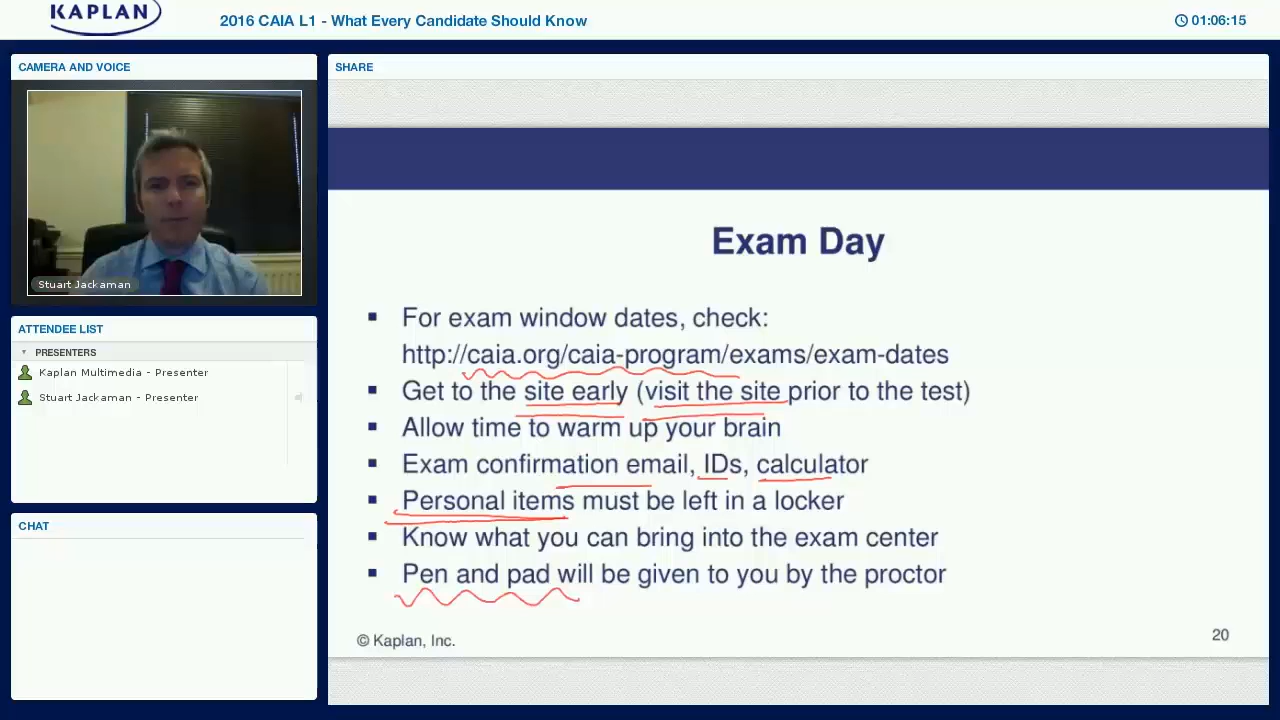 KAPLAN
2016 CAIA L1 - What Every Candidate Should Know
01:06:15
CAMERA AND VOICE
Stuart Jackaman
ATTENDEE LIST
PRESENTERS
Kaplan Multimedia - Presenter
Stuart Jackaman - Presenter
CHAT
SHARE
Exam Day
▪ For exam window dates, check:
http://caia.org/caia-program/exams/exam-dates
▪ Get to the site early (visit the site prior to the test)
▪ Allow time to warm up your brain
▪ Exam confirmation email, IDs, calculator
▪ Personal items must be left in a locker
▪ Know what you can bring into the exam center
▪ Pen and pad will be given to you by the proctor
© Kaplan, Inc.
20